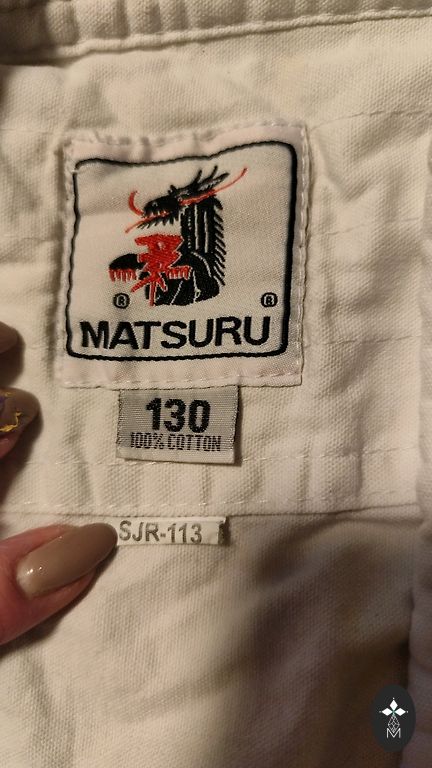 ® ®
MATSURU
130
100% COTTON
SJR-113
M